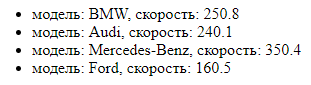 модель: BMW, скорость: 250.8
модель: Audi, скорость: 240.1
модель: Mercedes-Benz, скорость: 350.4
модель: Ford, скорость: 160.5